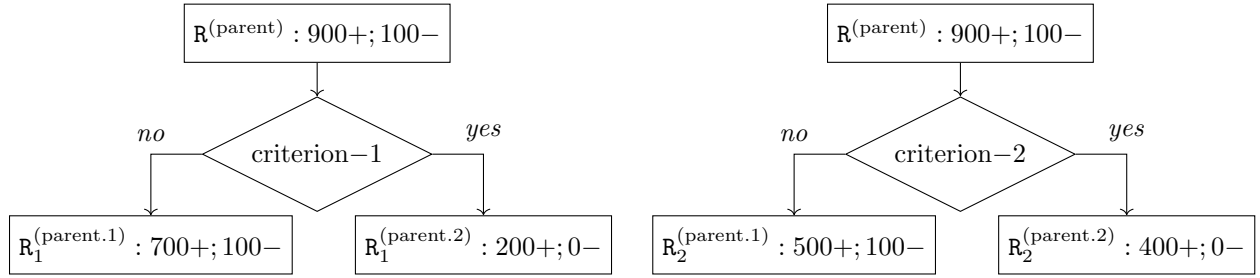 R^(parent) : 900+; 100−
no
yes
criterion−1
R_1^(parent.1) : 700+; 100−
R_1^(parent.2) : 200+; 0−
R^(parent) : 900+; 100−
no
yes
criterion−2
R_2^(parent.1) : 500+; 100−
R_2^(parent.2) : 400+; 0−